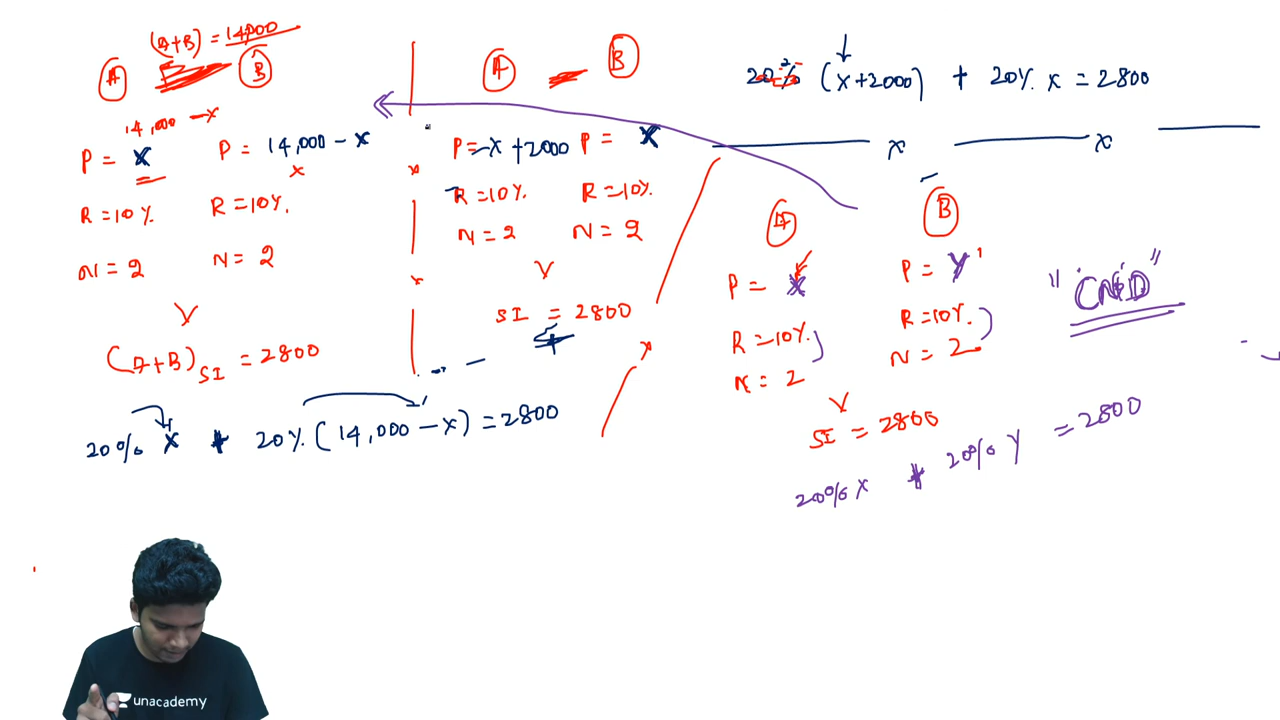 (A+B) = 14000
A B
14,000 - x
P = x P = 14,000 - x
x
R = 10%. R = 10%.
N = 2 N = 2
(A+B)SI = 2800
20% x + 20%(14,000 - x) = 2800
A B
P = x + 2000 P = x
R = 10%. R = 10%.
N = 2 N = 2
SI = 2800
20% (x+2000) + 20% x = 2800
x x
A B
P = x P = y
R = 10%. R = 10%.
N = 2 N = 2
SI = 2800
20% x + 20% y = 2800
unacademy